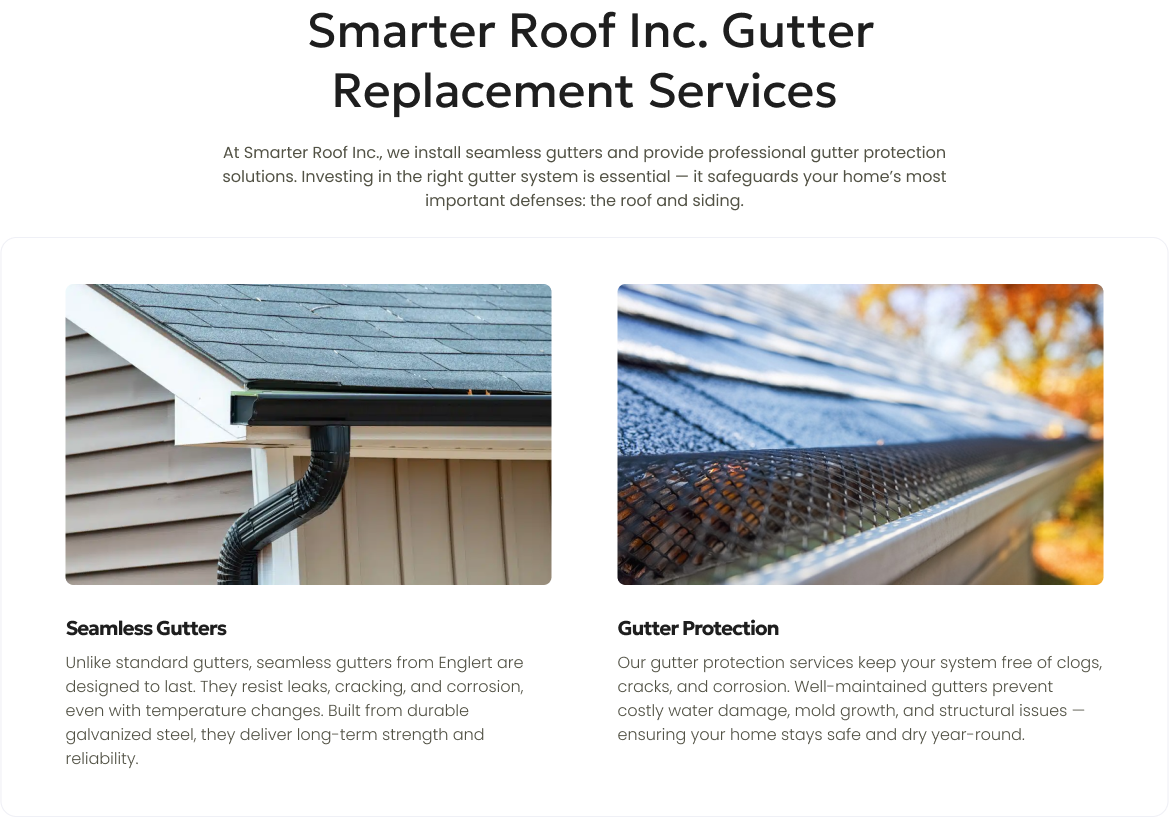 Smarter Roof Inc. Gutter
Replacement Services
At Smarter Roof Inc., we install seamless gutters and provide professional gutter protection
solutions. Investing in the right gutter system is essential — it safeguards your home’s most
important defenses: the roof and siding.
Seamless Gutters
Unlike standard gutters, seamless gutters from Englert are
designed to last. They resist leaks, cracking, and corrosion,
even with temperature changes. Built from durable
galvanized steel, they deliver long-term strength and
reliability.
Gutter Protection
Our gutter protection services keep your system free of clogs,
cracks, and corrosion. Well-maintained gutters prevent
costly water damage, mold growth, and structural issues —
ensuring your home stays safe and dry year-round.